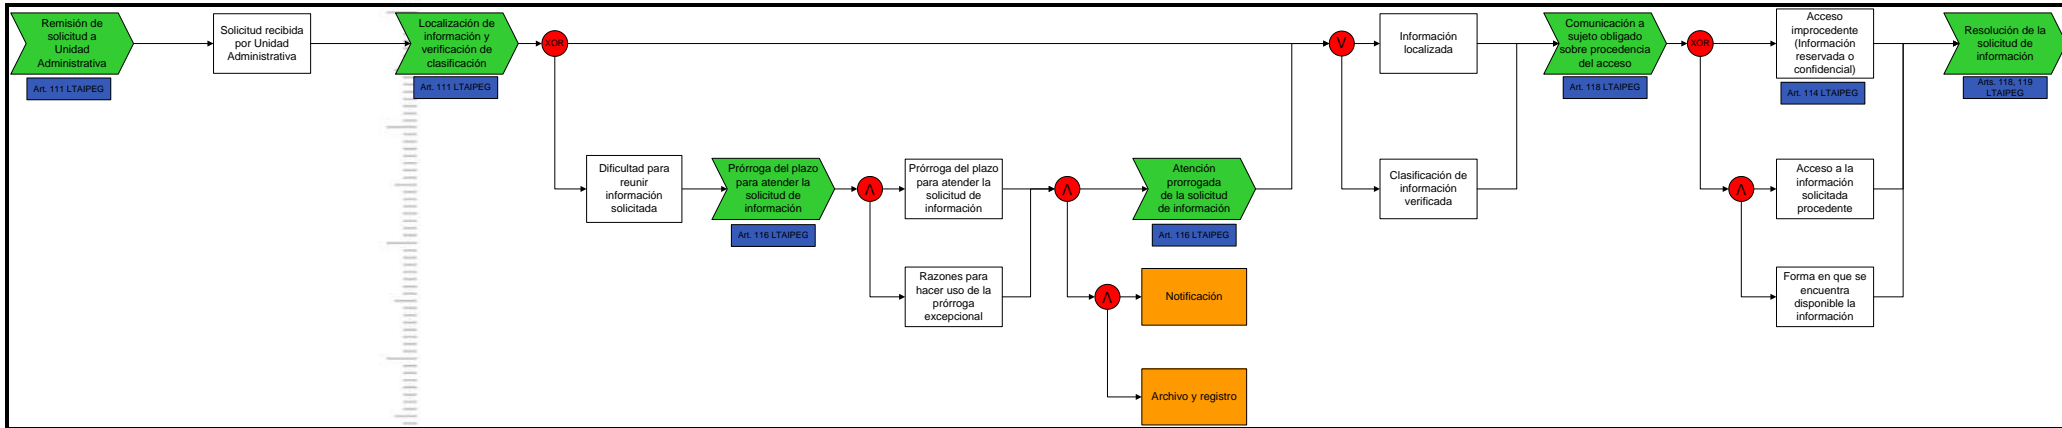 Remisión de
solicitud a
Unidad
Administrativa
Art. 111 LTAIPEG
Solicitud recibida
por Unidad
Administrativa
Localización de
información y
verificación de
clasificación
Art. 111 LTAIPEG
XOR
Dificultad para
reunir
información
solicitada
Prórroga del plazo
para atender la
solicitud de
información
Art. 116 LTAIPEG
Λ
Prórroga del plazo
para atender la
solicitud de
información
Razones para
hacer uso de la
prórroga
excepcional
Λ
Atención
prorrogada
de la solicitud
de información
Art. 116 LTAIPEG
Λ
Notificación
Archivo y registro
V
Información
localizada
Clasificación de
información
verificada
Comunicación a
sujeto obligado
sobre procedencia
del acceso
Art. 118 LTAIPEG
XOR
Acceso
improcedente
(Información
reservada o
confidencial)
Art. 114 LTAIPEG
Λ
Acceso a la
información
solicitada
procedente
Forma en que se
encuentra
disponible la
información
Resolución de la
solicitud de
información
Arts. 118, 119
LTAIPEG